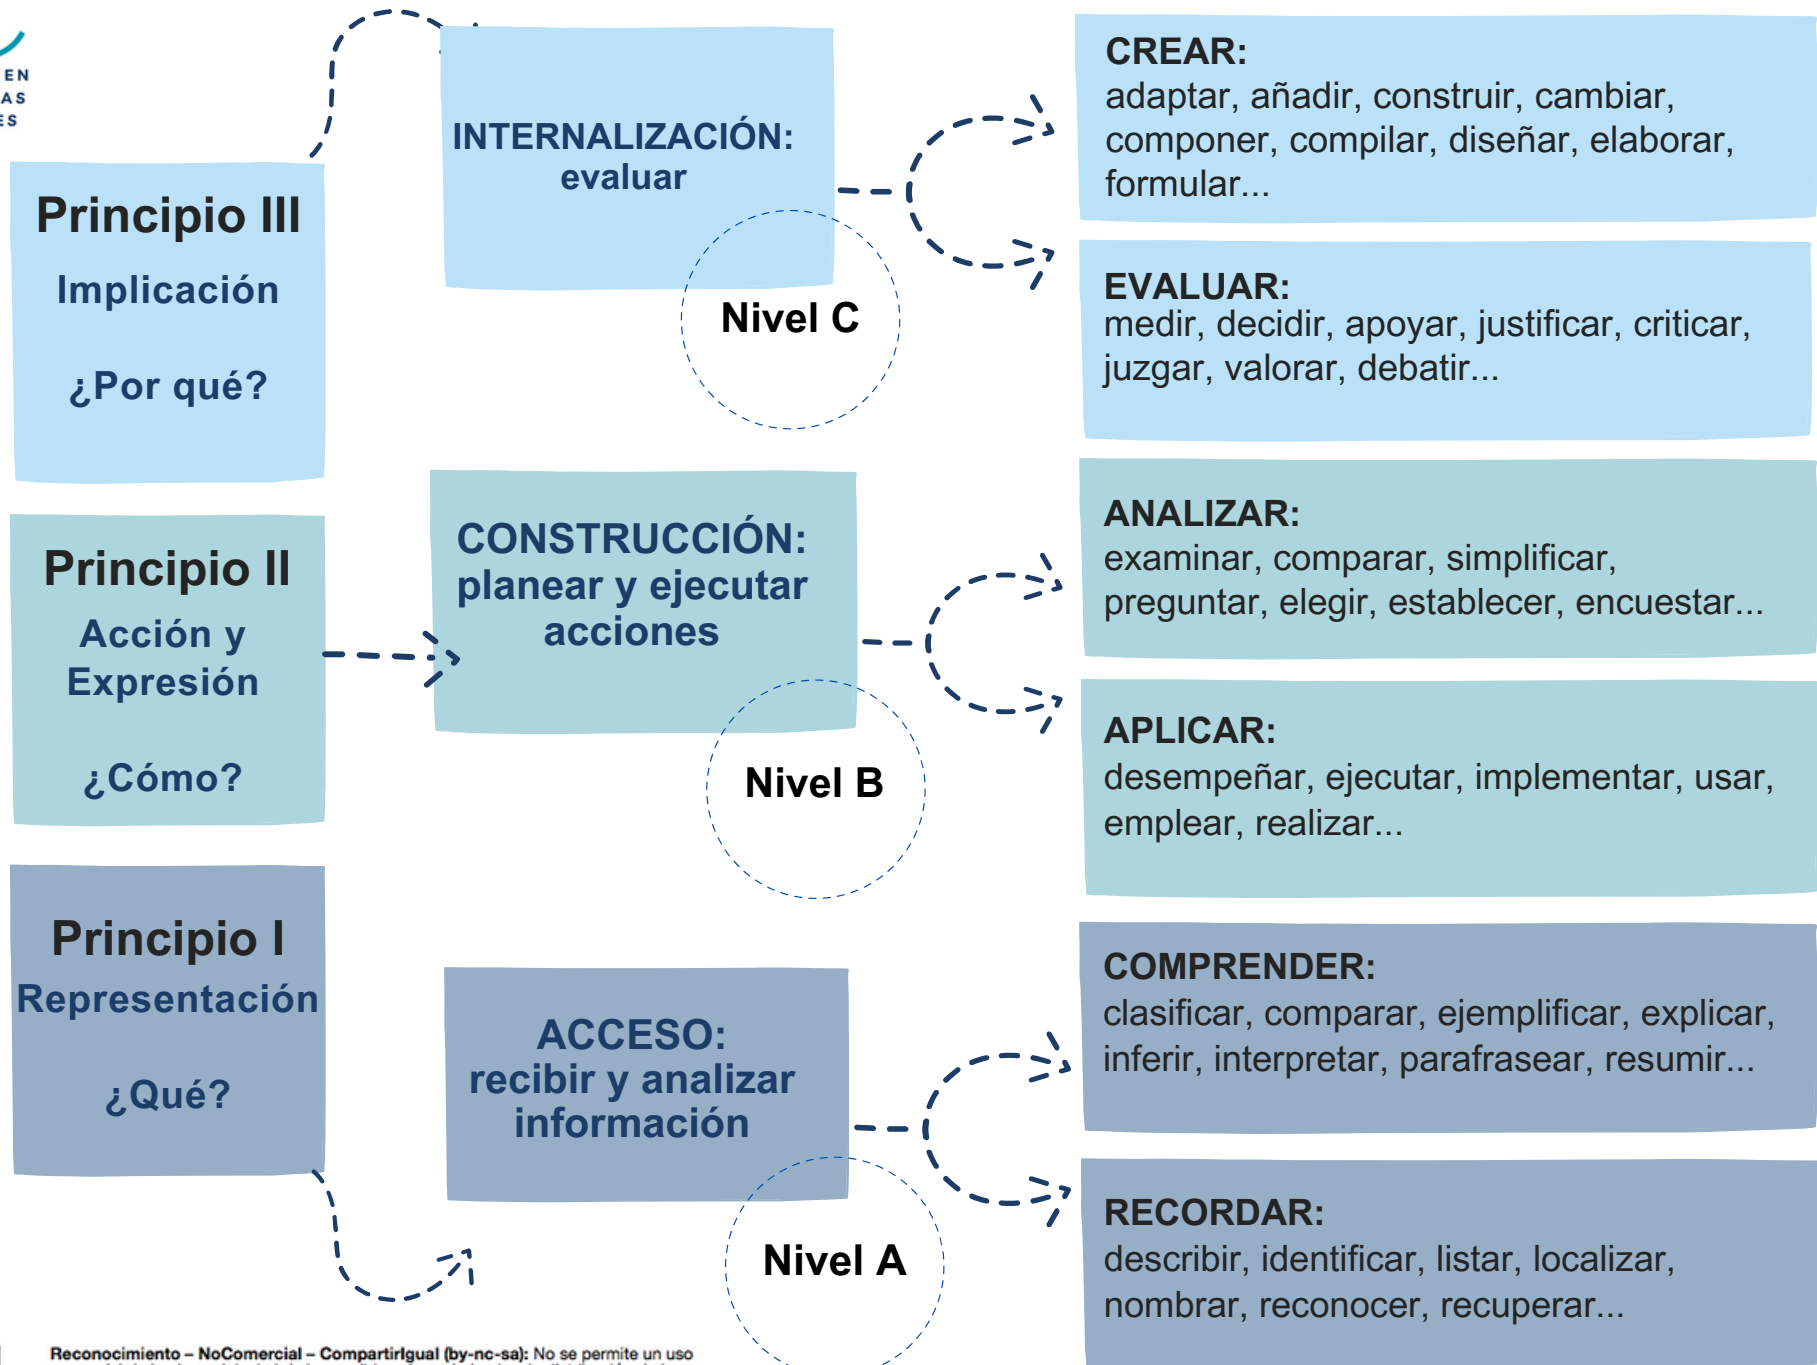 EN
AS
ES
Principio III
Implicación
¿Por qué?
INTERNALIZACIÓN:
evaluar
Nivel C
CREAR:
adaptar, añadir, construir, cambiar,
componer, compilar, diseñar, elaborar,
formular...
EVALUAR:
medir, decidir, apoyar, justificar, criticar,
juzgar, valorar, debatir...
Principio II
Acción y
Expresión
¿Cómo?
CONSTRUCCIÓN:
planear y ejecutar
acciones
Nivel B
ANALIZAR:
examinar, comparar, simplificar,
preguntar, elegir, establecer, encuestar...
APLICAR:
desempeñar, ejecutar, implementar, usar,
emplear, realizar...
Principio I
Representación
¿Qué?
ACCESO:
recibir y analizar
información
Nivel A
COMPRENDER:
clasificar, comparar, ejemplificar, explicar,
inferir, interpretar, parafrasear, resumir...
RECORDAR:
describir, identificar, listar, localizar,
nombrar, reconocer, recuperar...
Reconocimiento – NoComercial – CompartirIgual (by-nc-sa): No se permite un uso